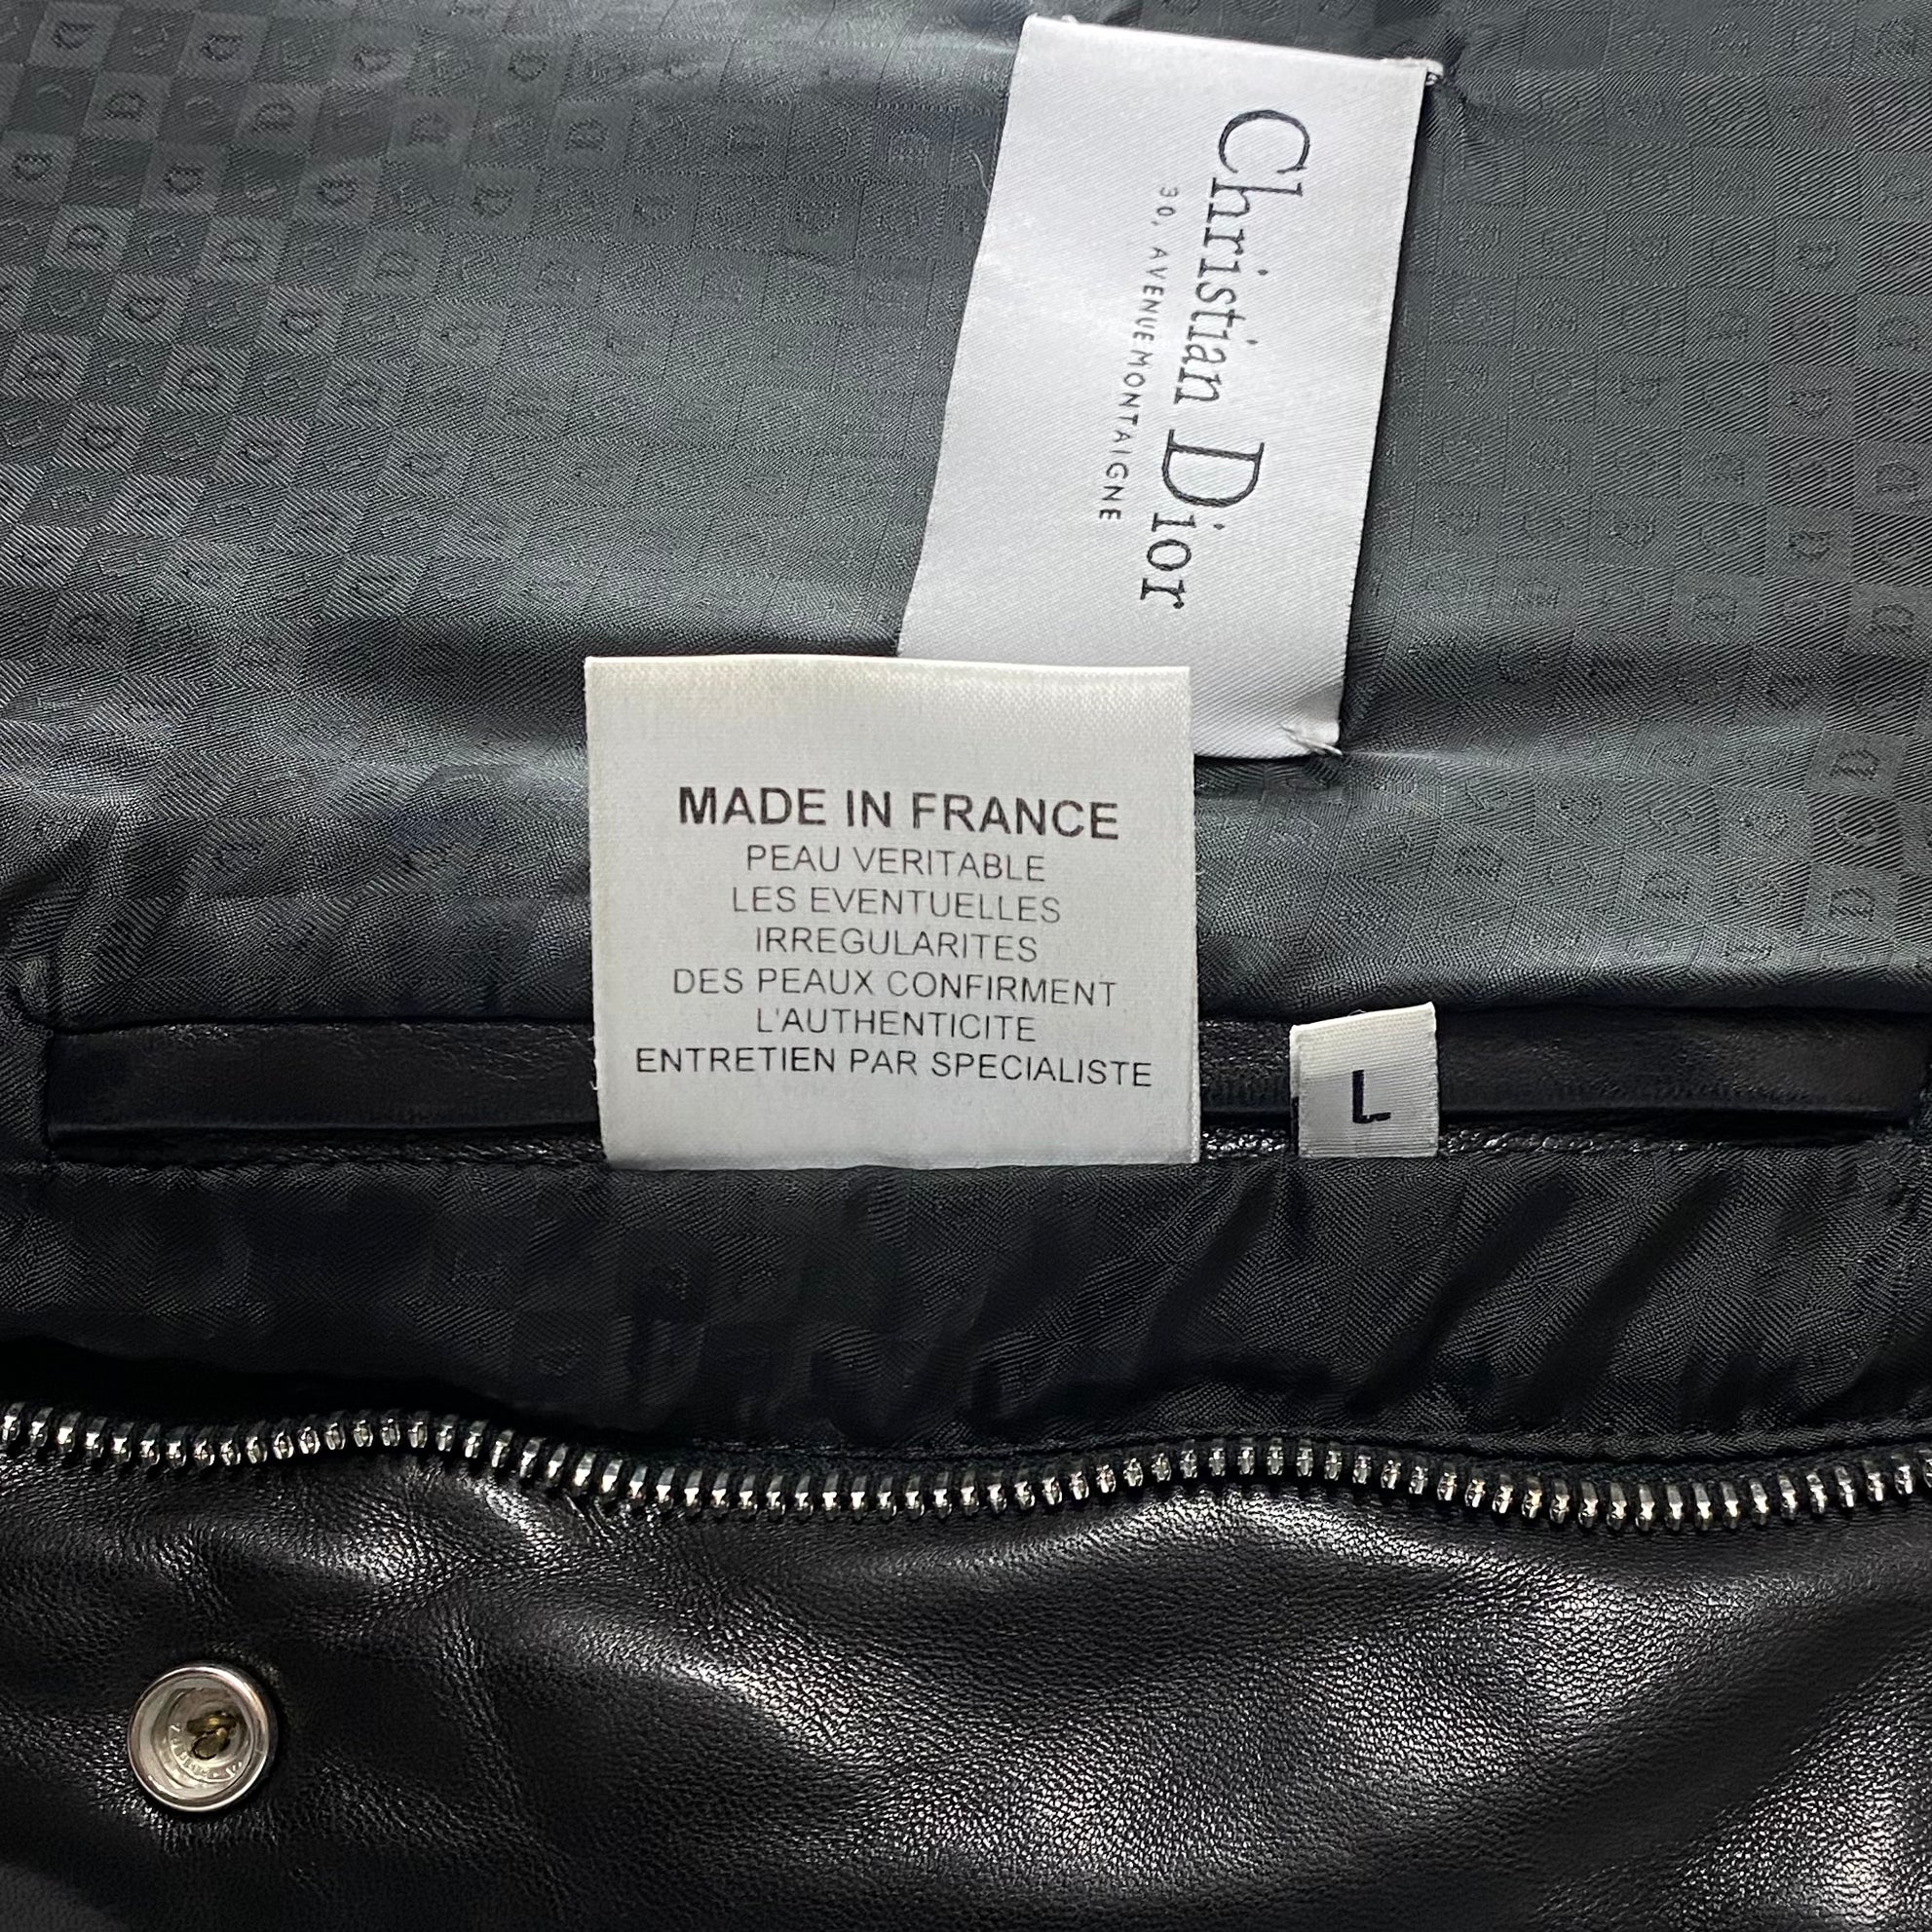 Christian Dior
30, AVENUE MONTAIGNE
MADE IN FRANCE
PEAU VERITABLE
LES EVENTUELLES
IRREGULARITES
DES PEAUX CONFIRMENT
L'AUTHENTICITE
ENTRETIEN PAR SPECIALISTE
L